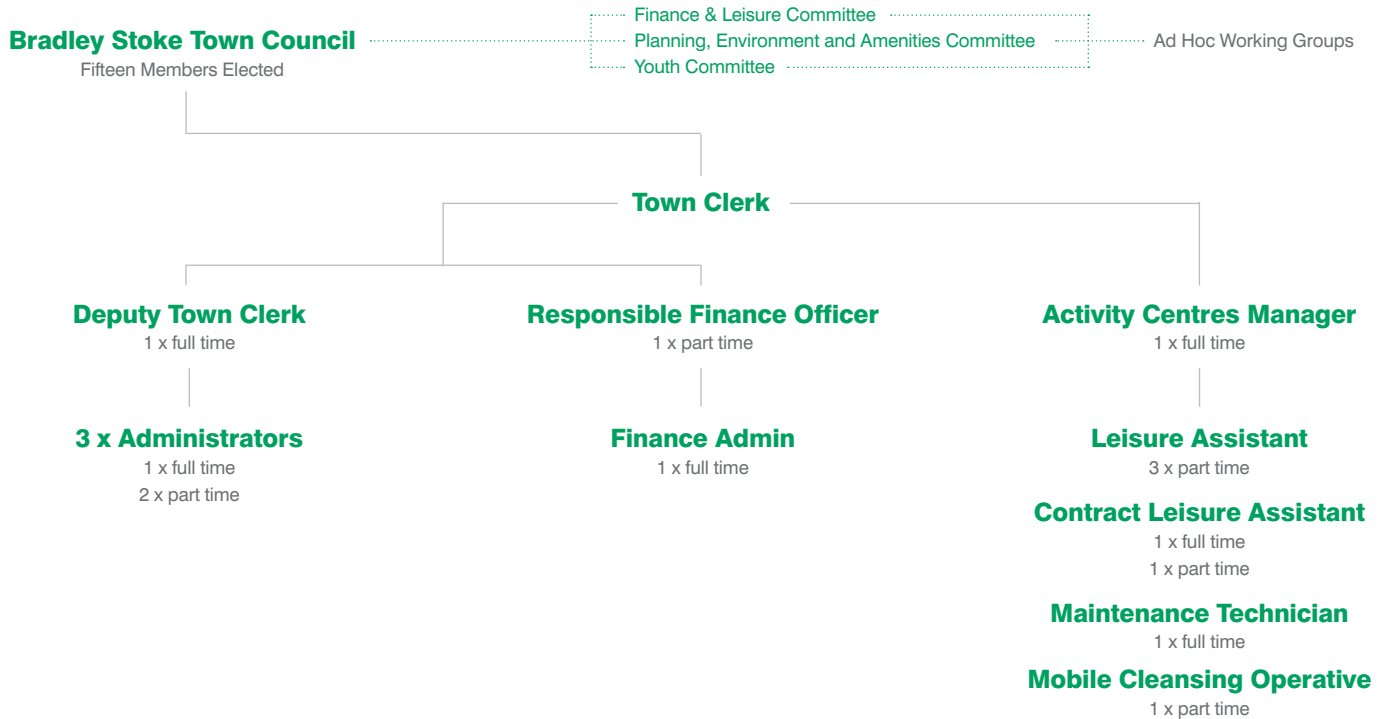 Bradley Stoke Town Council
Fifteen Members Elected
Finance & Leisure Committee
Planning, Environment and Amenities Committee
Youth Committee
Ad Hoc Working Groups
Town Clerk
Deputy Town Clerk
1 x full time
Responsible Finance Officer
1 x part time
Activity Centres Manager
1 x full time
3 x Administrators
1 x full time
2 x part time
Finance Admin
1 x full time
Leisure Assistant
3 x part time
Contract Leisure Assistant
1 x full time
1 x part time
Maintenance Technician
1 x full time
Mobile Cleansing Operative
1 x part time